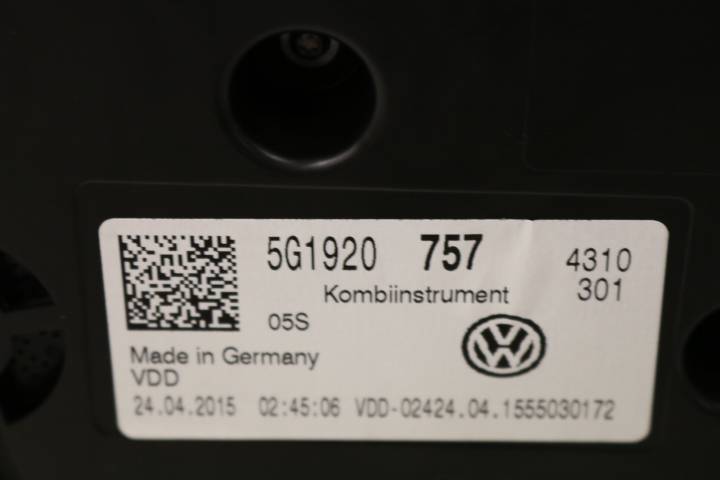 5G1920 757 4310
Kombiinstrument 301
05S
Made in Germany
VDD
24.04.2015 02:45:06 VDD-02424.04.1555030172